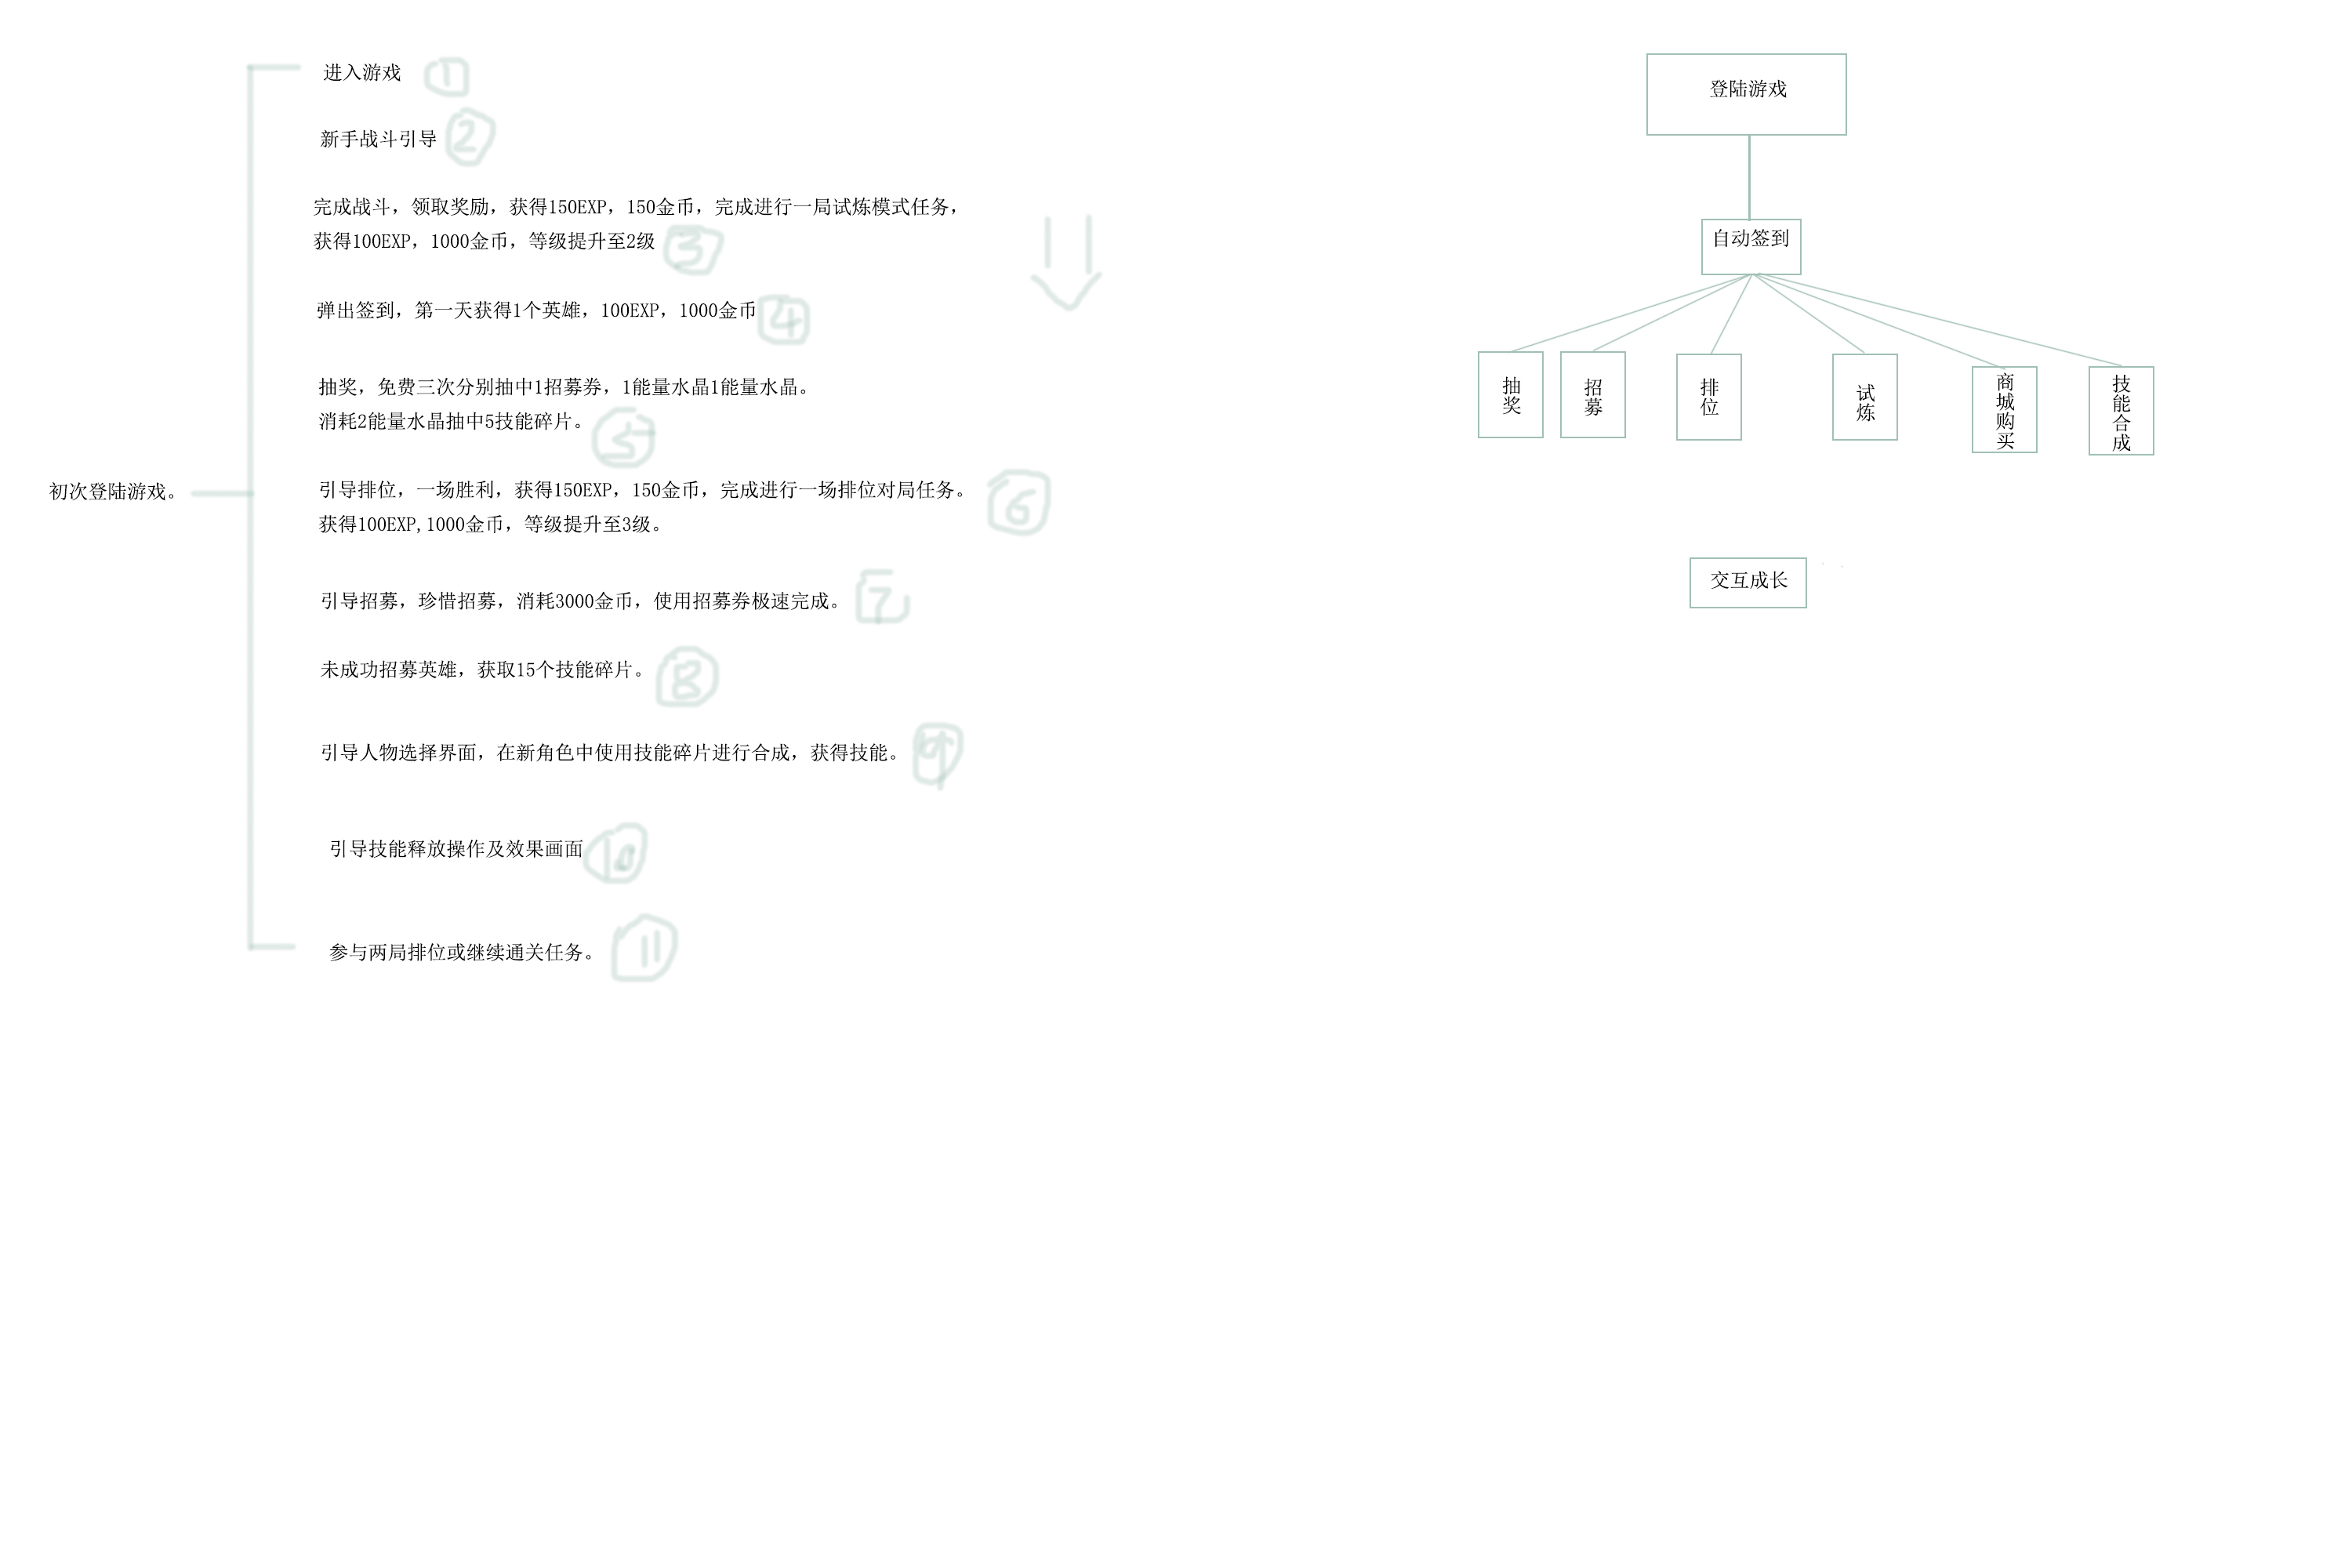 初次登陆游戏。
进入游戏 1
新手战斗引导 2
完成战斗，领取奖励，获得150EXP，150金币，完成进行一局试炼模式任务，
获得100EXP，1000金币，等级提升至2级 3
弹出签到，第一天获得1个英雄，100EXP，1000金币 4
抽奖，免费三次分别抽中1招募券，1能量水晶1能量水晶。
消耗2能量水晶抽中5技能碎片。 5
引导排位，一场胜利，获得150EXP，150金币，完成进行一场排位对局任务。 6
获得100EXP,1000金币，等级提升至3级。
引导招募，珍惜招募，消耗3000金币，使用招募券极速完成。 7
未成功招募英雄，获取15个技能碎片。 8
引导人物选择界面，在新角色中使用技能碎片进行合成，获得技能。 9
引导技能释放操作及效果画面 10
参与两局排位或继续通关任务。 11
登陆游戏
自动签到
抽奖
招募
排位
试炼
商城购买
技能合成
交互成长